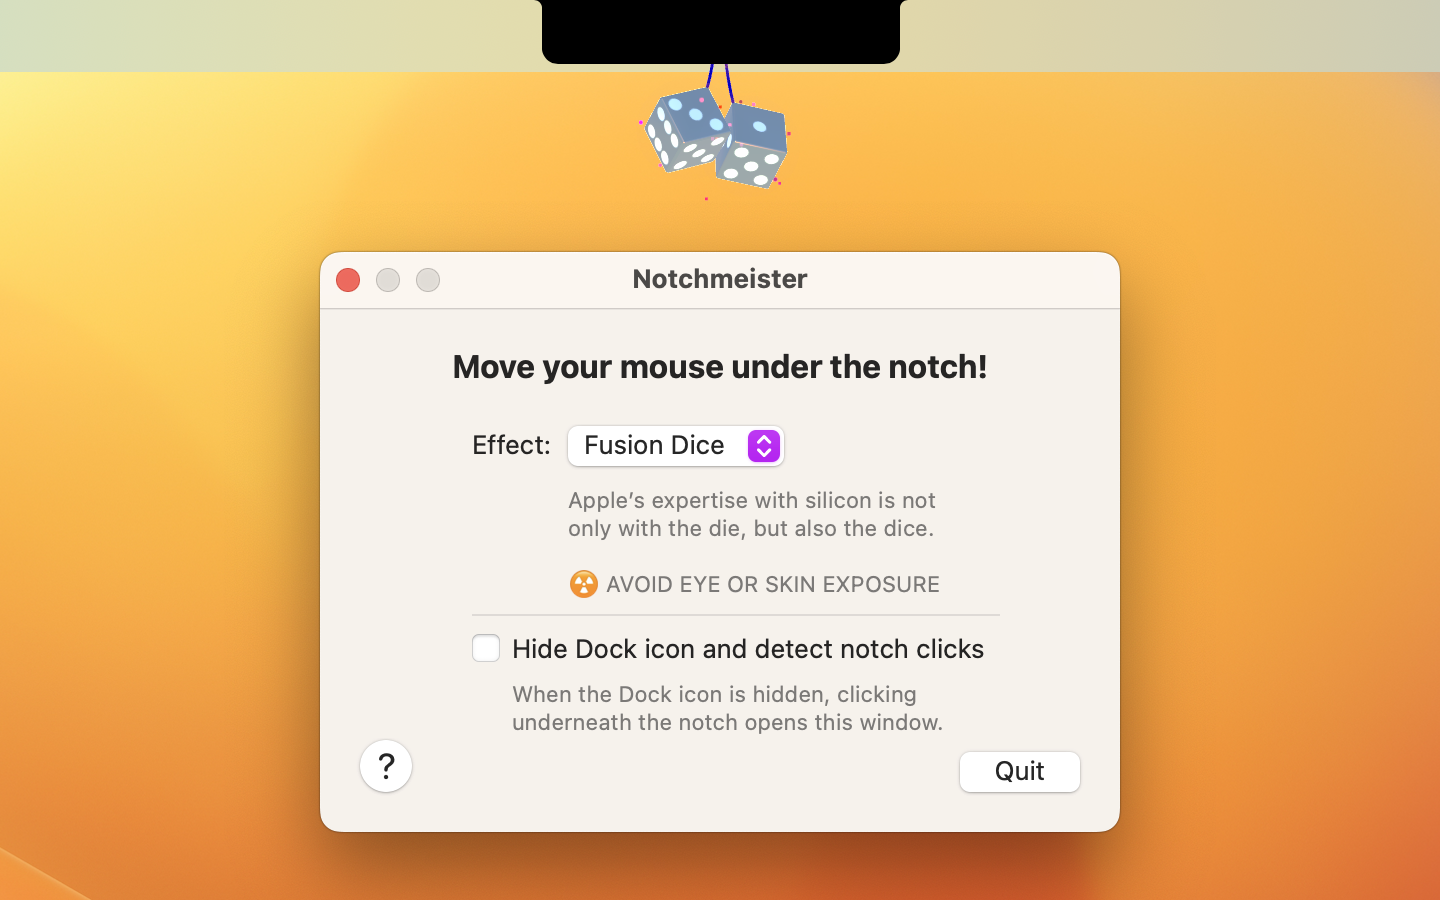 Notchmeister
Move your mouse under the notch!
Effect: Fusion Dice
Apple’s expertise with silicon is not
only with the die, but also the dice.
☢️ AVOID EYE OR SKIN EXPOSURE
Hide Dock icon and detect notch clicks
When the Dock icon is hidden, clicking
underneath the notch opens this window.
?
Quit